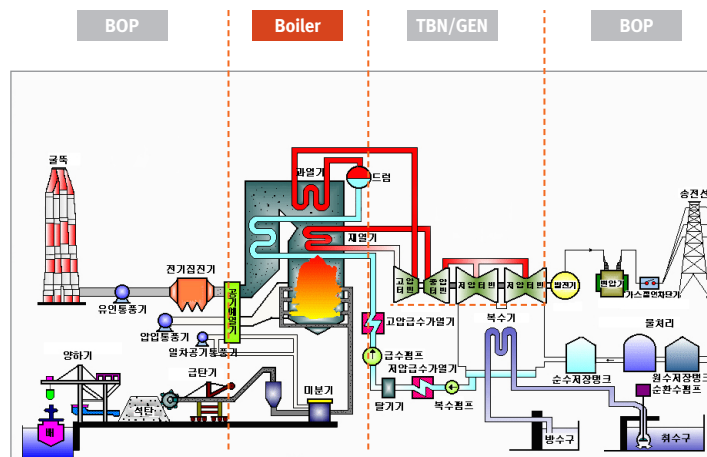 BOP
Boiler
TBN/GEN
BOP
굴뚝
과열기
드럼
송전선
재열기
전기집진기
공기예열기
고압터빈
중압터빈
저압터빈
저압터빈
발전기
변압기
가스절연차단기
유인통풍기
압입통풍기
일차공기통풍기
고압급수가열기
복수기
물처리
급수펌프
저압급수가열기
순수저장탱크
원수저장탱크
순환수펌프
양하기
급탄기
미분기
석탄
배
탈기기
복수펌프
방수구
취수구